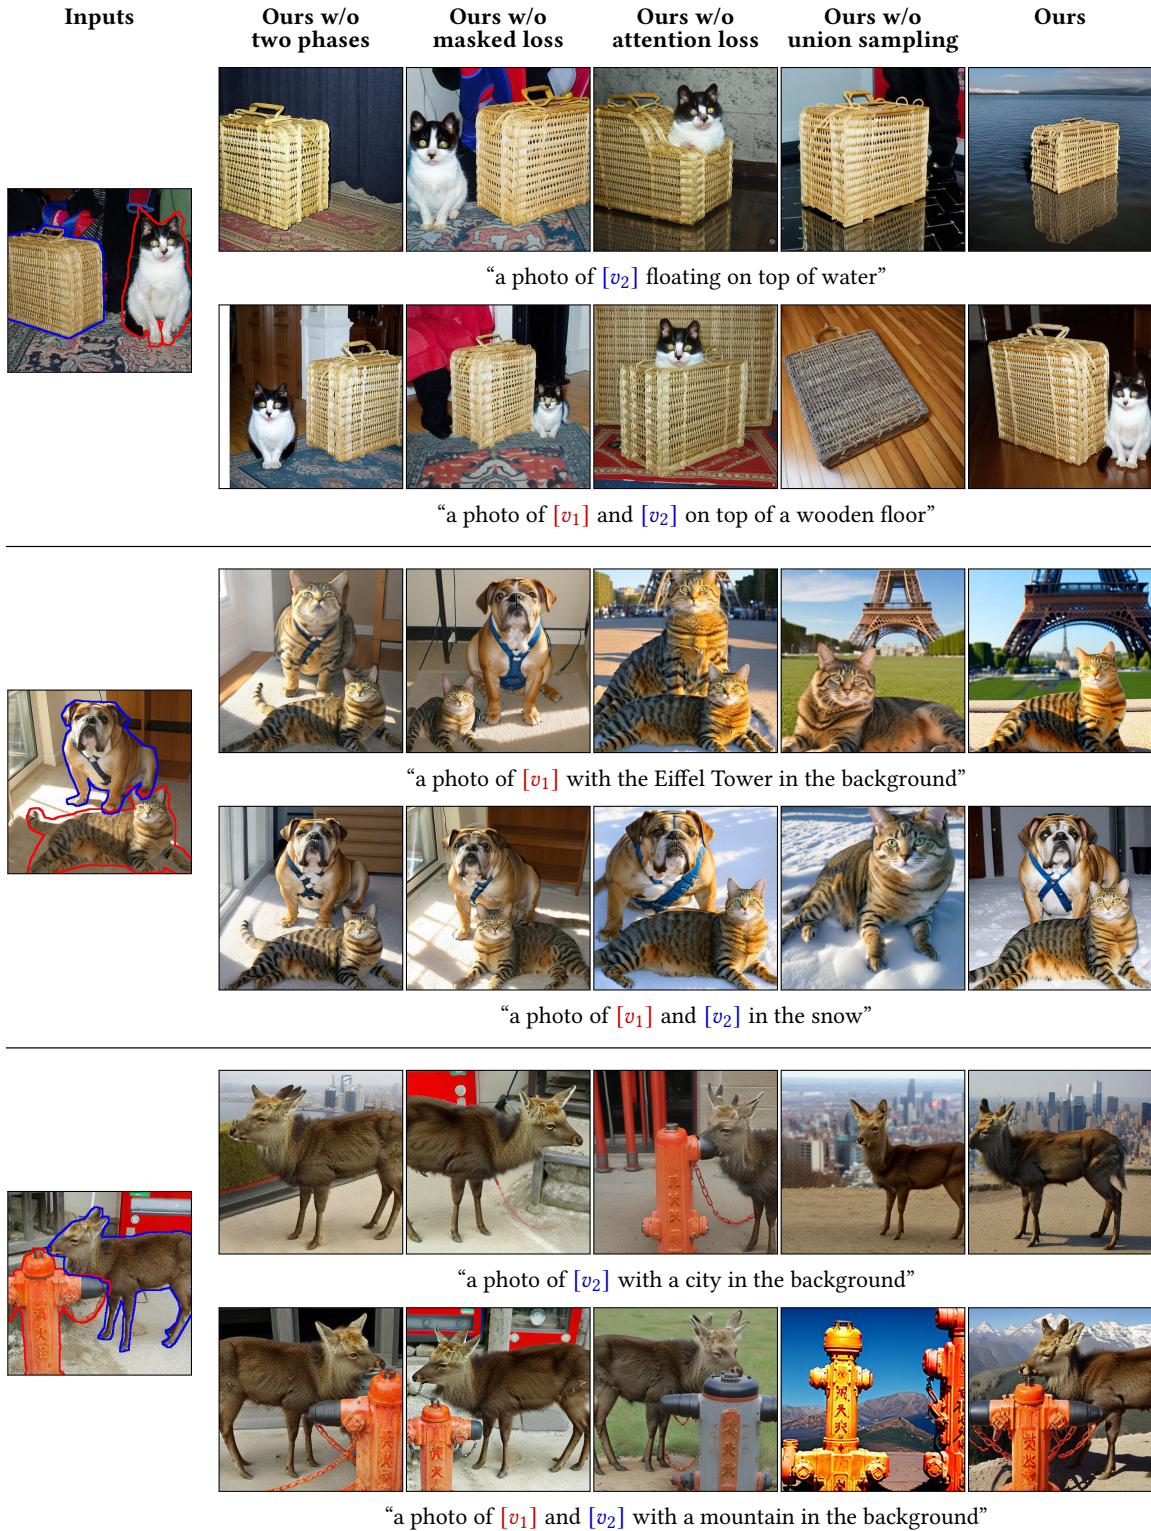 Inputs
Ours w/o
two phases
Ours w/o
masked loss
Ours w/o
attention loss
Ours w/o
union sampling
Ours
“a photo of [v₂] floating on top of water”
“a photo of [v₁] and [v₂] on top of a wooden floor”
“a photo of [v₁] with the Eiffel Tower in the background”
“a photo of [v₁] and [v₂] in the snow”
“a photo of [v₂] with a city in the background”
“a photo of [v₁] and [v₂] with a mountain in the background”